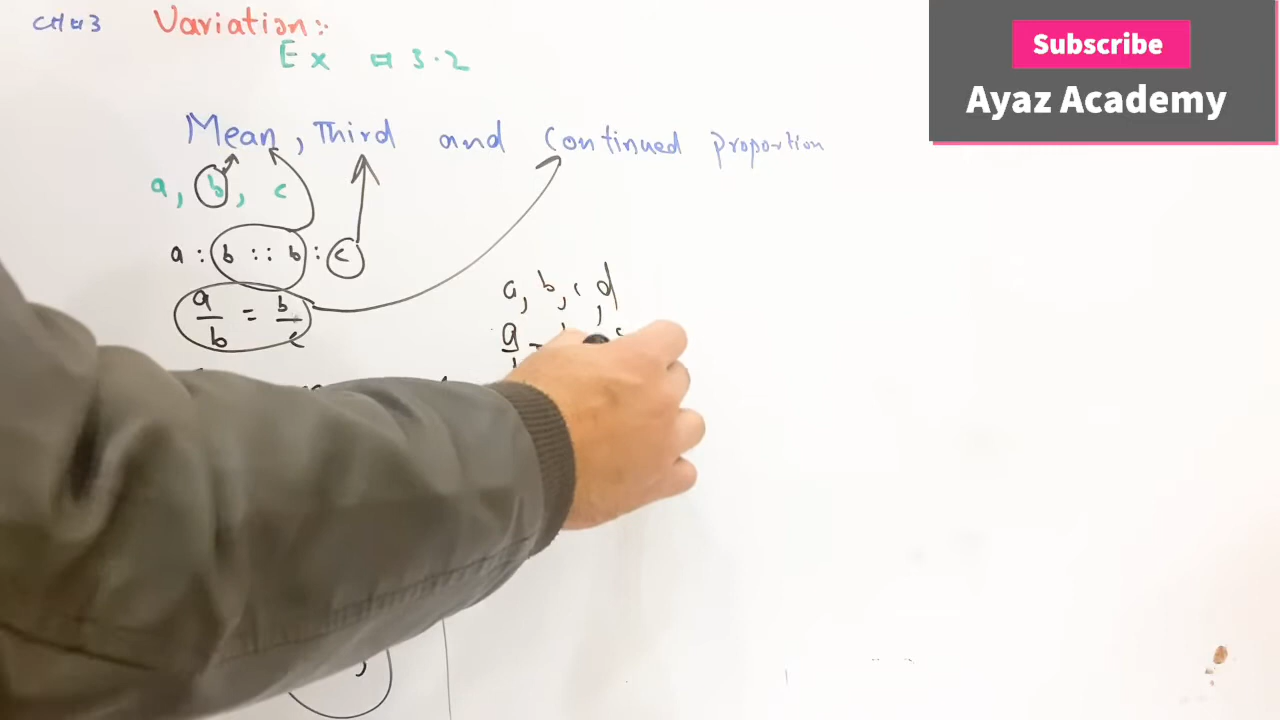 CH # 3 Variation:-
Ex # 3.2
Subscribe
Ayaz Academy
Mean, Third and Continued proportion
a, b, c
a : b :: b : c
a/b = b/c
a, b, c, d
a